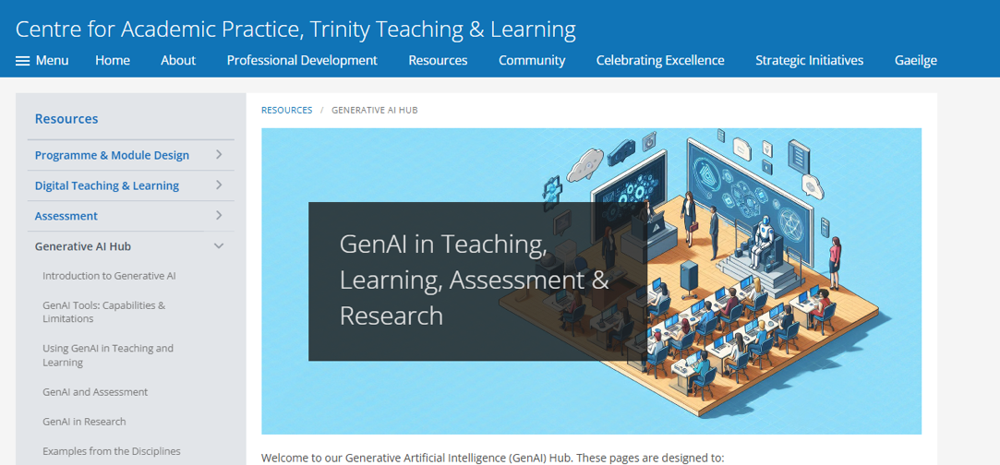 Centre for Academic Practice, Trinity Teaching & Learning
Menu Home About Professional Development Resources Community Celebrating Excellence Strategic Initiatives Gaeilge
Resources
Programme & Module Design
Digital Teaching & Learning
Assessment
Generative AI Hub
Introduction to Generative AI
GenAI Tools: Capabilities &
Limitations
Using GenAI in Teaching and
Learning
GenAI and Assessment
GenAI in Research
Examples from the Disciplines
RESOURCES / GENERATIVE AI HUB
GenAI in Teaching,
Learning, Assessment &
Research
Welcome to our Generative Artificial Intelligence (GenAI) Hub. These pages are designed to: